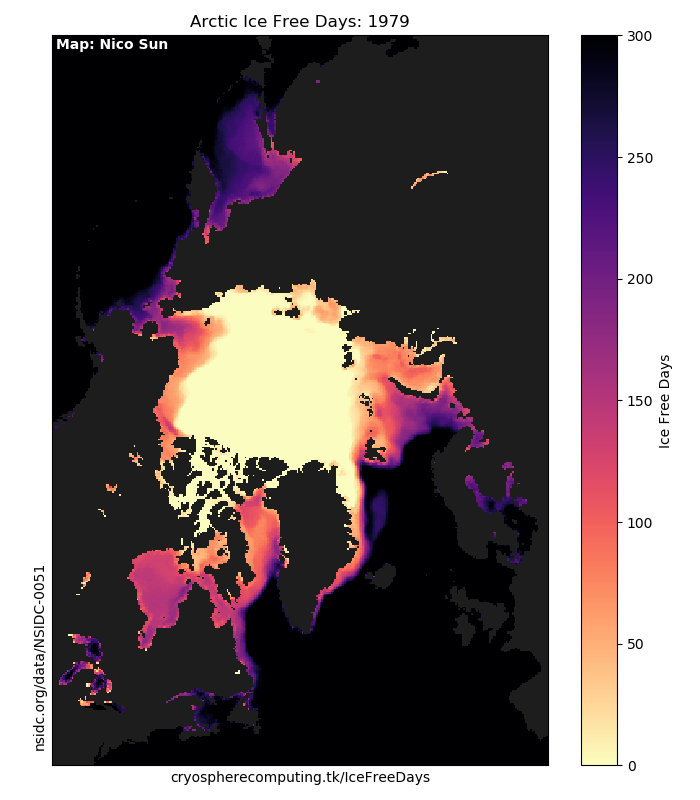 Arctic Ice Free Days: 1979
Map: Nico Sun
300
250
200
150
100
50
0
Ice Free Days
nsidc.org/data/NSIDC-0051
cryospherecomputing.tk/IceFreeDays